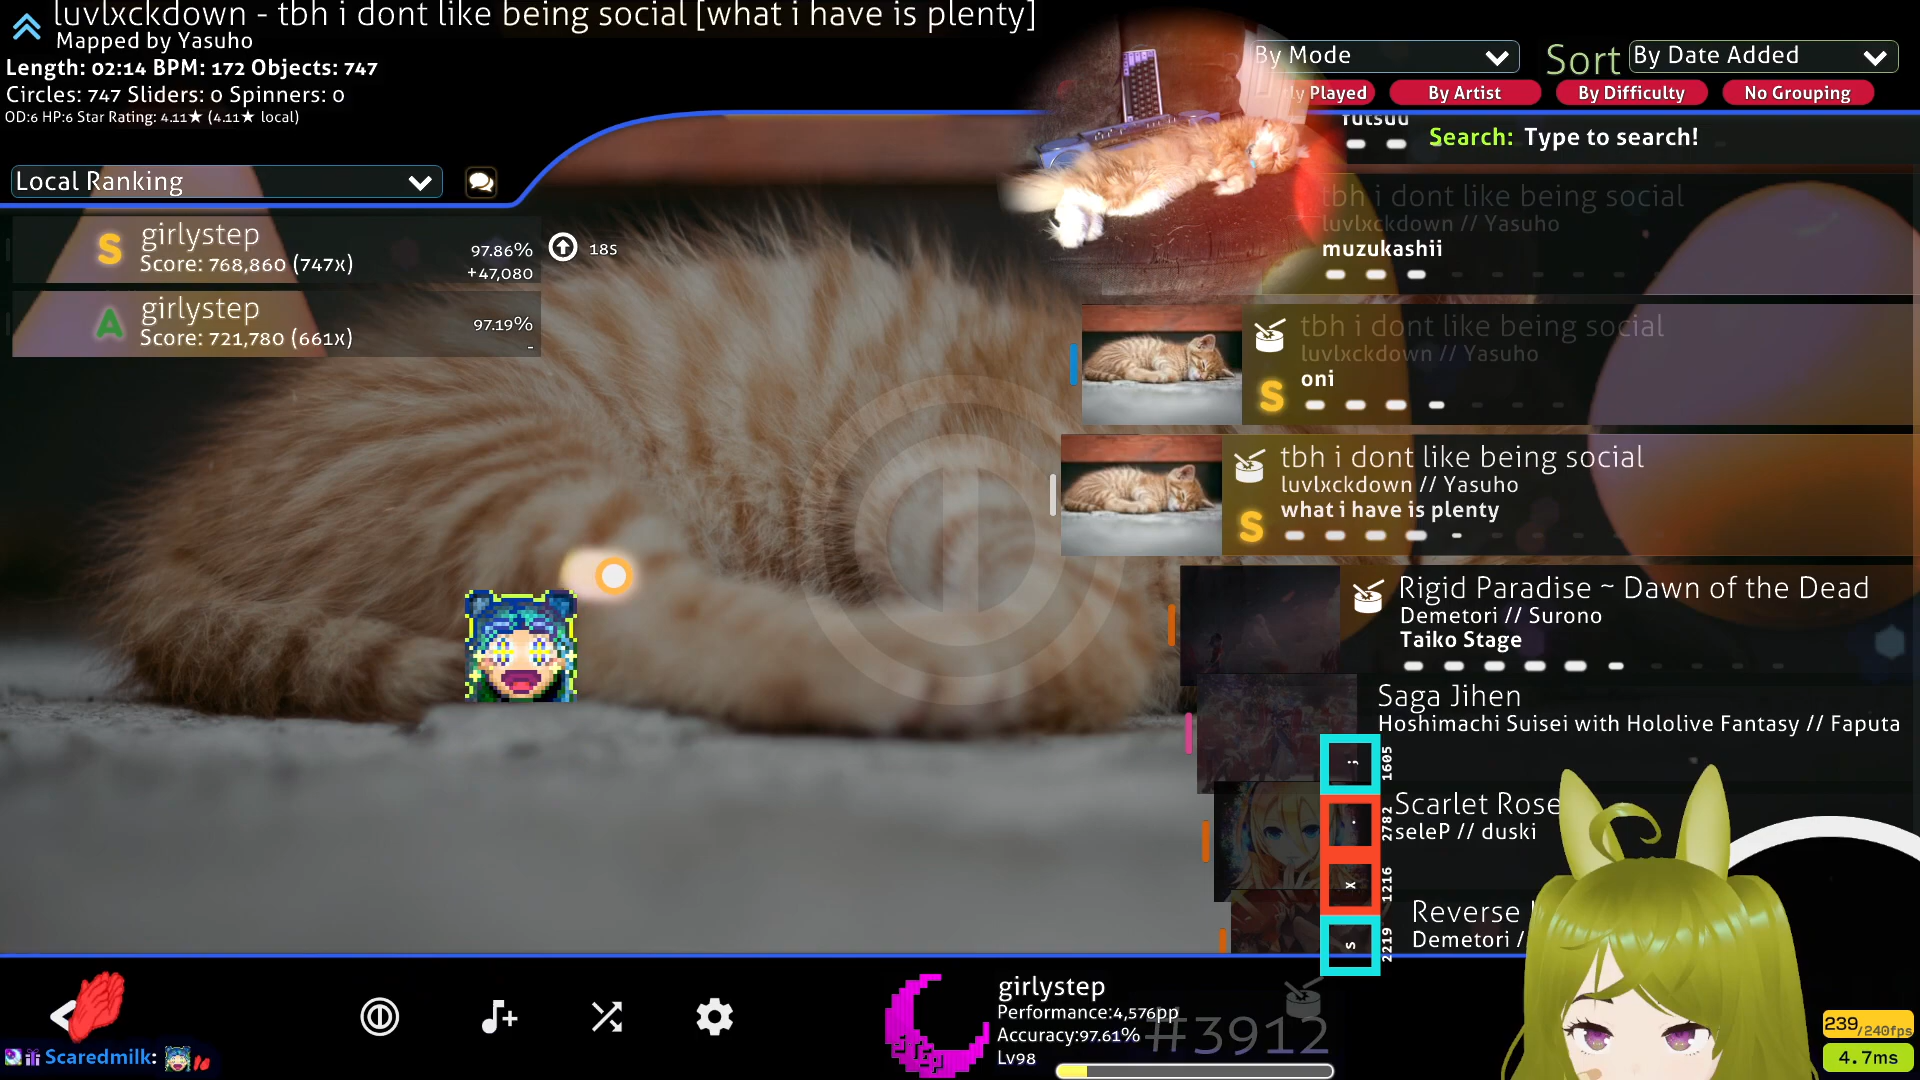 luvlxckdown - tbh i dont like being social [what i have is plenty]
Mapped by Yasuho
Length: 02:14 BPM: 172 Objects: 747
Circles: 747 Sliders: 0 Spinners: 0
OD:6 HP:6 Star Rating: 4.11★ (4.11★ local)
By Mode
Sort
By Date Added
Played
By Artist
By Difficulty
No Grouping
Search: Type to search!
Local Ranking
S
girlystep
Score: 768,860 (747x)
97.86%
+47,080
18s
A
girlystep
Score: 721,780 (661x)
97.19%
-
tbh i dont like being social
luvlxckdown // Yasuho
muzukashii
tbh i dont like being social
luvlxckdown // Yasuho
oni
S
tbh i dont like being social
luvlxckdown // Yasuho
what i have is plenty
S
Rigid Paradise ~ Dawn of the Dead
Demetori // Surono
Taiko Stage
Saga Jihen
Hoshimachi Suisei with Hololive Fantasy // Faputa
Scarlet Rose
seleP // duski
Reverse
Demetori /
;
1605
.
2782
x
1216
s
2219
girlystep
Performance:4,576pp
Accuracy:97.61%
Lv98
#3912
Scaredmilk:
239/240fps
4.7ms